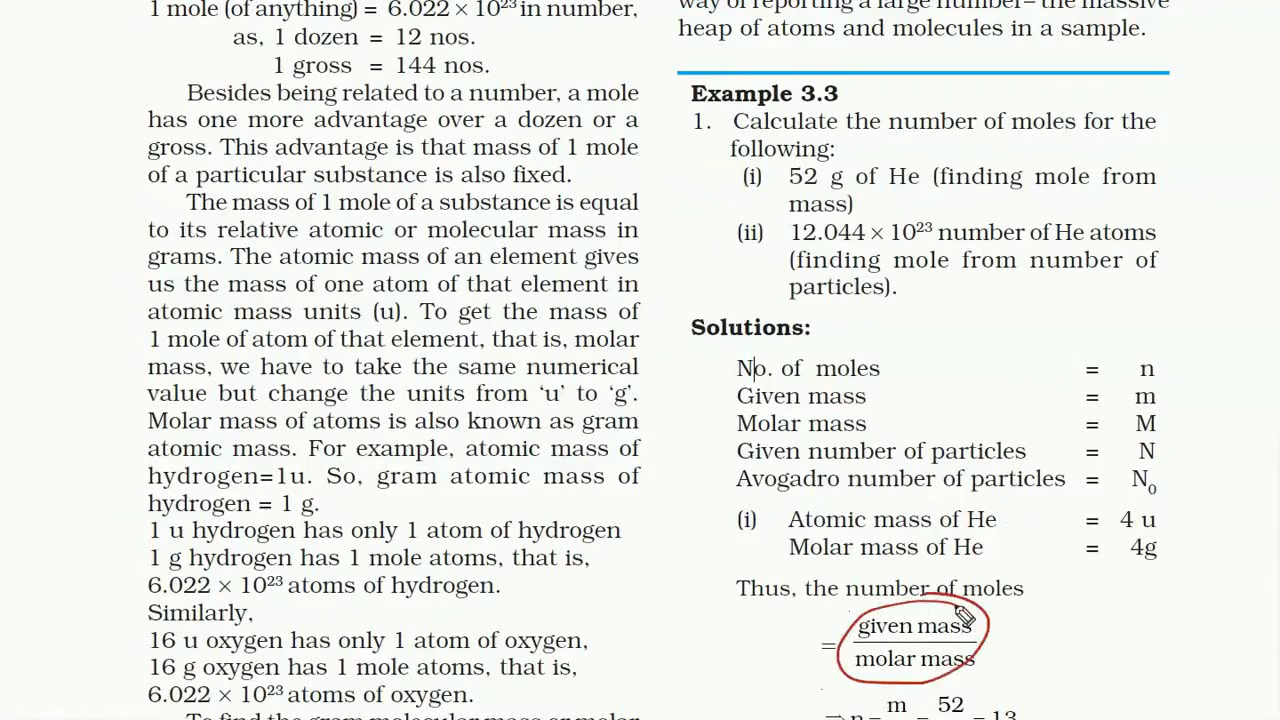 1 mole (of anything) = 6.022 × 10²³ in number,
as, 1 dozen = 12 nos.
1 gross = 144 nos.
Besides being related to a number, a mole
has one more advantage over a dozen or a
gross. This advantage is that mass of 1 mole
of a particular substance is also fixed.
The mass of 1 mole of a substance is equal
to its relative atomic or molecular mass in
grams. The atomic mass of an element gives
us the mass of one atom of that element in
atomic mass units (u). To get the mass of
1 mole of atom of that element, that is, molar
mass, we have to take the same numerical
value but change the units from ‘u’ to ‘g’.
Molar mass of atoms is also known as gram
atomic mass. For example, atomic mass of
hydrogen=1u. So, gram atomic mass of
hydrogen = 1 g.
1 u hydrogen has only 1 atom of hydrogen
1 g hydrogen has 1 mole atoms, that is,
6.022 × 10²³ atoms of hydrogen.
Similarly,
16 u oxygen has only 1 atom of oxygen,
16 g oxygen has 1 mole atoms, that is,
6.022 × 10²³ atoms of oxygen.
To find the gram molecular mass or molar
way of reporting a large number– the massive
heap of atoms and molecules in a sample.
Example 3.3
1. Calculate the number of moles for the
following:
(i) 52 g of He (finding mole from
mass)
(ii) 12.044 × 10²³ number of He atoms
(finding mole from number of
particles).
Solutions:
No. of moles = n
Given mass = m
Molar mass = M
Given number of particles = N
Avogadro number of particles = N₀
(i) Atomic mass of He = 4 u
Molar mass of He = 4g
Thus, the number of moles
= given mass
molar mass
⇒ n = m = 52 = 13